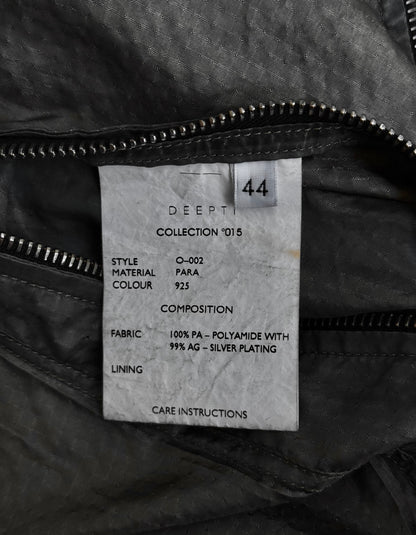 44
DEEPTI
COLLECTION °015
STYLE O–002
MATERIAL PARA
COLOUR 925
COMPOSITION
FABRIC 100% PA – POLYAMIDE WITH
99% AG – SILVER PLATING
LINING
CARE INSTRUCTIONS